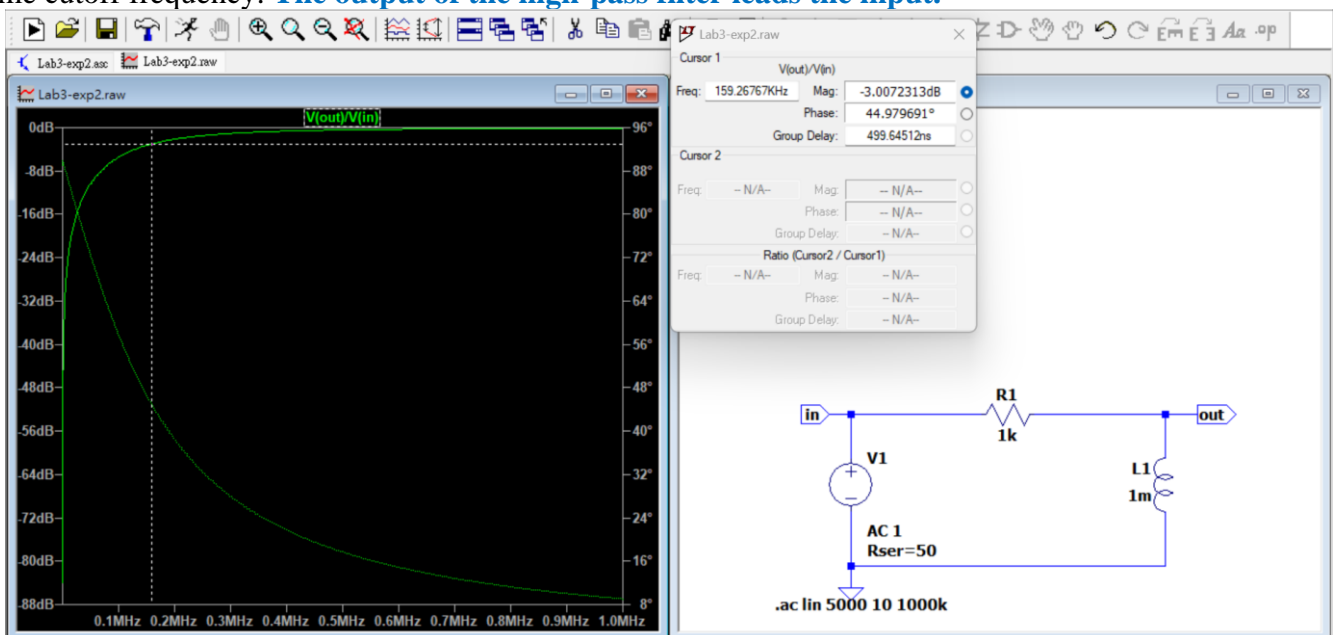 the cutoff frequency. The output of the high-pass filter leads the input.
Lab3-exp2.asc Lab3-exp2.raw
Lab3-exp2.raw
V(out)/V(in)
0dB
-8dB
-16dB
-24dB
-32dB
-40dB
-48dB
-56dB
-64dB
-72dB
-80dB
-88dB
96°
88°
80°
72°
64°
56°
48°
40°
32°
24°
16°
8°
0.1MHz 0.2MHz 0.3MHz 0.4MHz 0.5MHz 0.6MHz 0.7MHz 0.8MHz 0.9MHz 1.0MHz
Lab3-exp2.raw
Cursor 1
V(out)/V(in)
Freq: 159.26767KHz Mag: -3.0072313dB
Phase: 44.979691°
Group Delay: 499.64512ns
Cursor 2
Freq: -- N/A-- Mag: -- N/A--
Phase: -- N/A--
Group Delay: -- N/A--
Ratio (Cursor2 / Cursor1)
Freq: -- N/A-- Mag: -- N/A--
Phase: -- N/A--
Group Delay: -- N/A--
Aa .op
in
R1
1k
out
V1
L1
1m
AC 1
Rser=50
.ac lin 5000 10 1000k